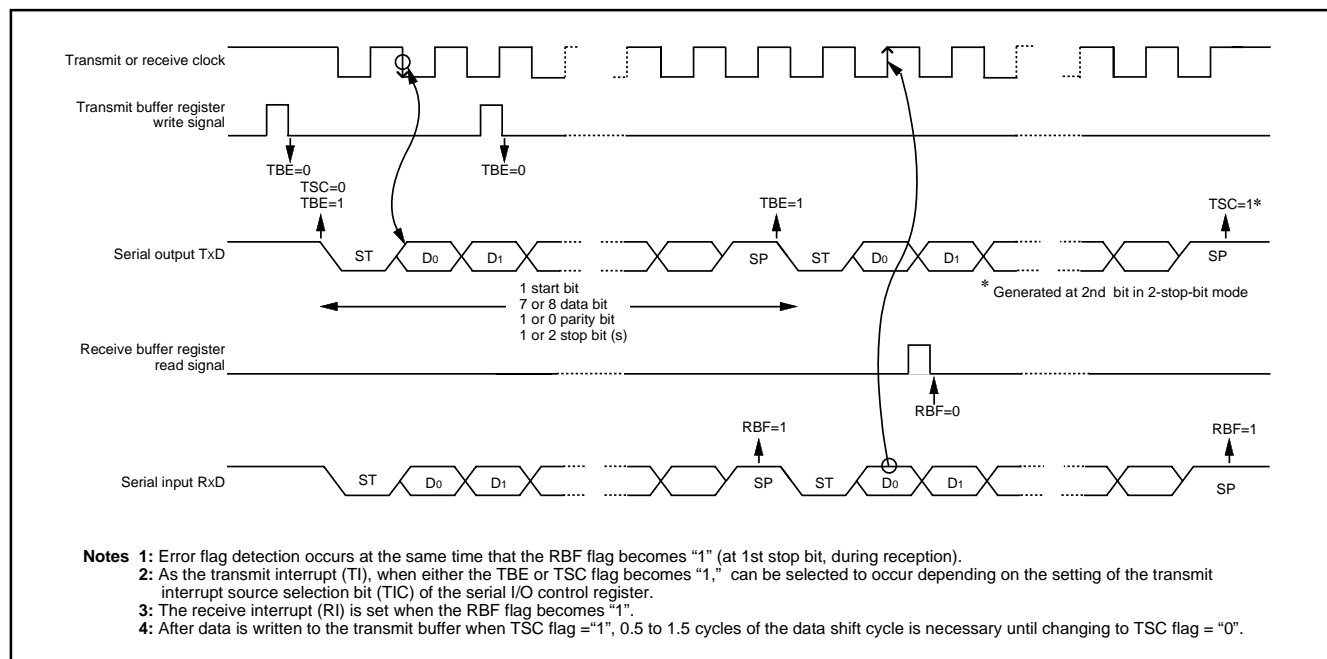 Transmit or receive clock
Transmit buffer register
write signal
TBE=0
TSC=0
TBE=1
TBE=0
TBE=1
TSC=1*
Serial output TxD
ST
D0
D1
SP
ST
D0
D1
SP
1 start bit
7 or 8 data bit
1 or 0 parity bit
1 or 2 stop bit (s)
* Generated at 2nd bit in 2-stop-bit mode
Receive buffer register
read signal
RBF=0
RBF=1
RBF=1
Serial input RxD
ST
D0
D1
SP
ST
D0
D1
SP
Notes 1: Error flag detection occurs at the same time that the RBF flag becomes “1” (at 1st stop bit, during reception).
2: As the transmit interrupt (TI), when either the TBE or TSC flag becomes “1,” can be selected to occur depending on the setting of the transmit
interrupt source selection bit (TIC) of the serial I/O control register.
3: The receive interrupt (RI) is set when the RBF flag becomes “1”.
4: After data is written to the transmit buffer when TSC flag =“1”, 0.5 to 1.5 cycles of the data shift cycle is necessary until changing to TSC flag = “0”.